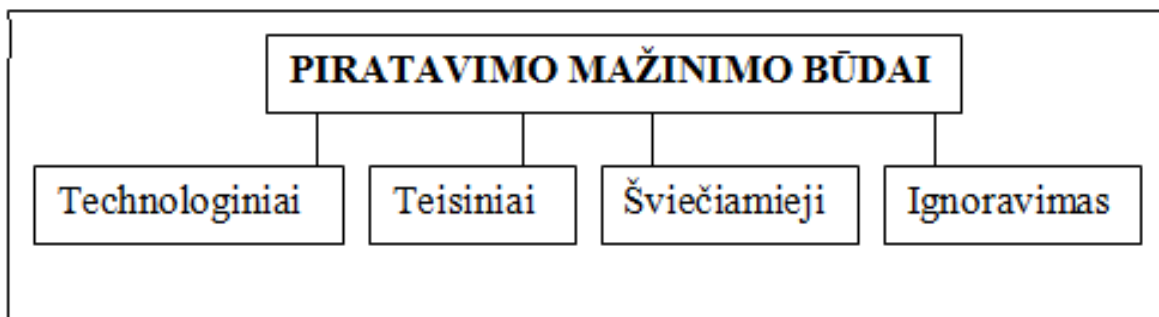 PIRATAVIMO MAŽINIMO BŪDAI
Technologiniai
Teisiniai
Šviečiamieji
Ignoravimas